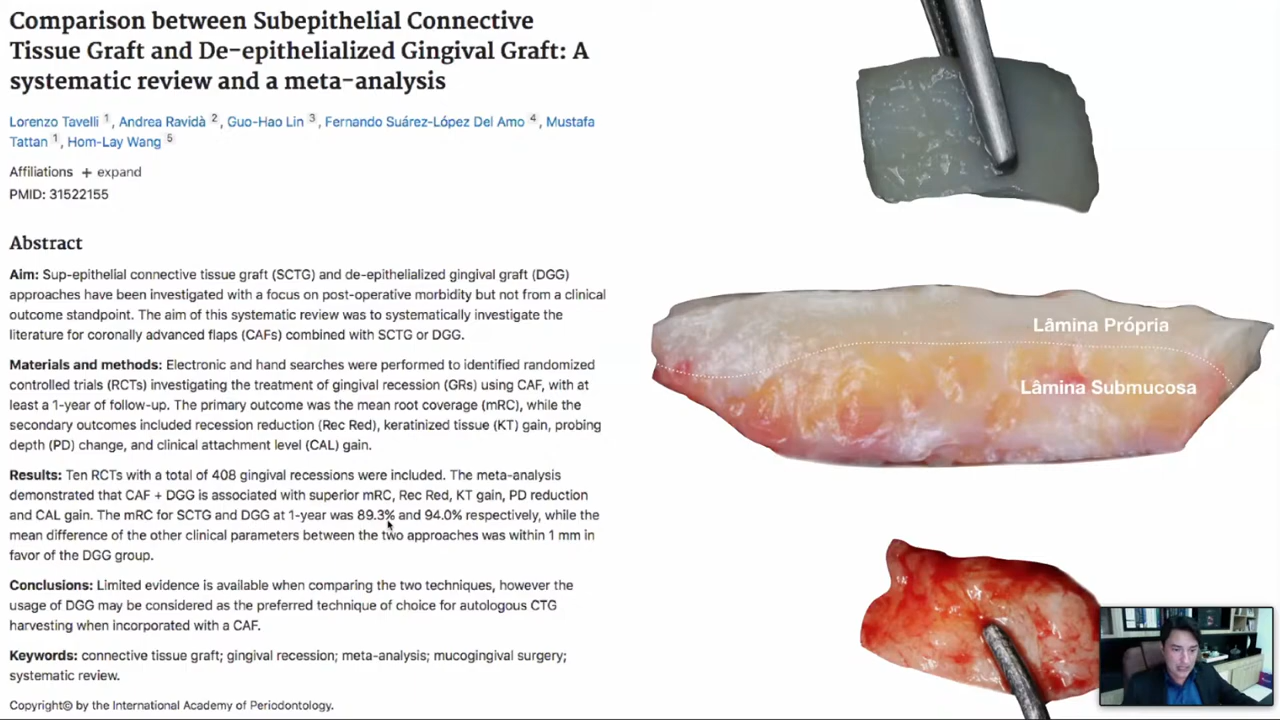 Comparison between Subepithelial Connective
Tissue Graft and De-epithelialized Gingival Graft: A
systematic review and a meta-analysis
Lorenzo Tavelli 1, Andrea Ravidà 2, Guo-Hao Lin 3, Fernando Suárez-López Del Amo 4, Mustafa
Tattan 1, Hom-Lay Wang 5
Affiliations + expand
PMID: 31522155
Abstract
Aim: Sup-epithelial connective tissue graft (SCTG) and de-epithelialized gingival graft (DGG)
approaches have been investigated with a focus on post-operative morbidity but not from a clinical
outcome standpoint. The aim of this systematic review was to systematically investigate the
literature for coronally advanced flaps (CAFs) combined with SCTG or DGG.
Materials and methods: Electronic and hand searches were performed to identified randomized
controlled trials (RCTs) investigating the treatment of gingival recession (GRs) using CAF, with at
least a 1-year of follow-up. The primary outcome was the mean root coverage (mRC), while the
secondary outcomes included recession reduction (Rec Red), keratinized tissue (KT) gain, probing
depth (PD) change, and clinical attachment level (CAL) gain.
Results: Ten RCTs with a total of 408 gingival recessions were included. The meta-analysis
demonstrated that CAF + DGG is associated with superior mRC, Rec Red, KT gain, PD reduction
and CAL gain. The mRC for SCTG and DGG at 1-year was 89.3% and 94.0% respectively, while the
mean difference of the other clinical parameters between the two approaches was within 1 mm in
favor of the DGG group.
Conclusions: Limited evidence is available when comparing the two techniques, however the
usage of DGG may be considered as the preferred technique of choice for autologous CTG
harvesting when incorporated with a CAF.
Keywords: connective tissue graft; gingival recession; meta-analysis; mucogingival surgery;
systematic review.
Copyright© by the International Academy of Periodontology.
Lâmina Própria
Lâmina Submucosa